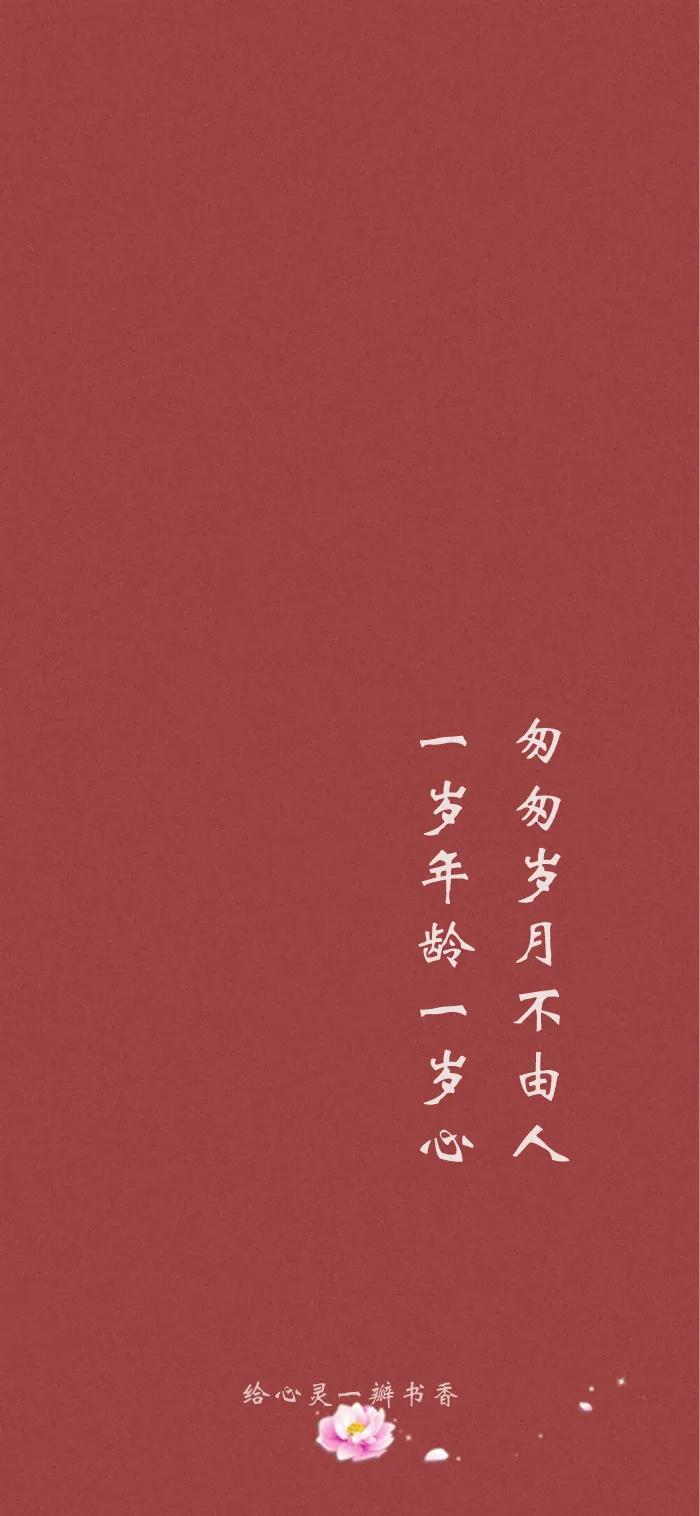 匆匆岁月不由人
一岁年龄一岁心
给心灵一瓣书香